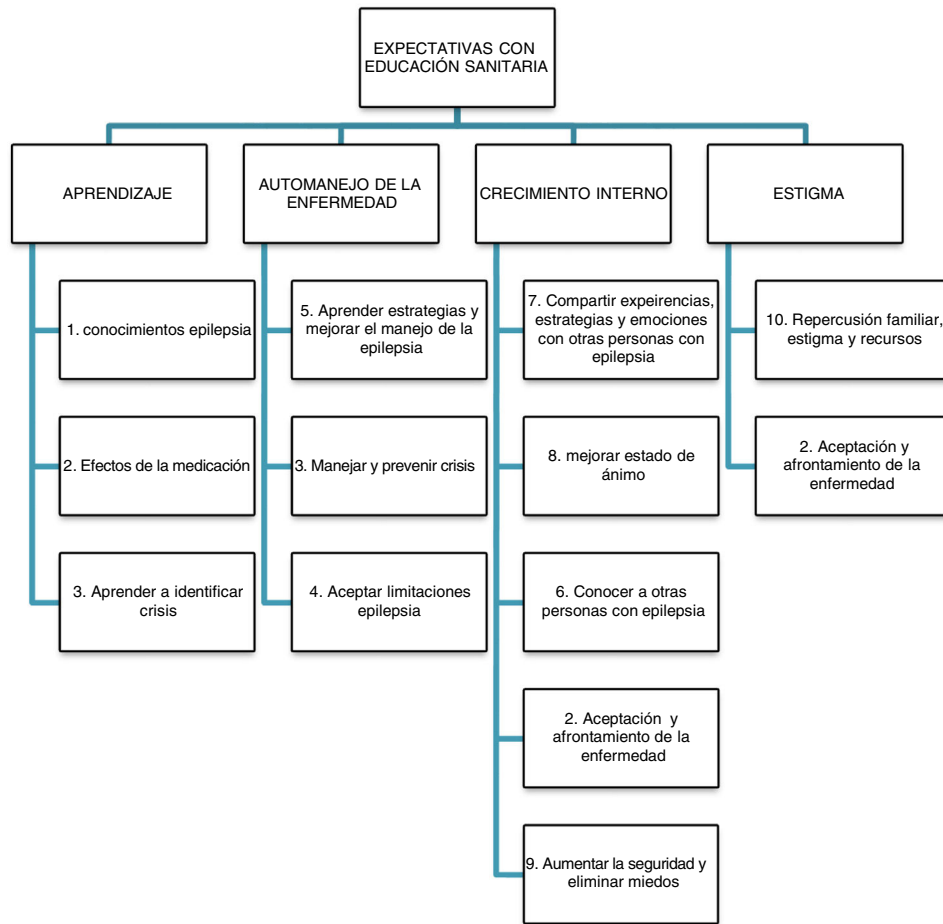 EXPECTATIVAS CON
EDUCACIÓN SANITARIA
APRENDIZAJE
AUTOMANEJO DE LA
ENFERMEDAD
CRECIMIENTO INTERNO
ESTIGMA
1. conocimientos epilepsia
2. Efectos de la medicación
3. Aprender a identificar
crisis
5. Aprender estrategias y
mejorar el manejo de la
epilepsia
3. Manejar y prevenir crisis
4. Aceptar limitaciones
epilepsia
7. Compartir expeirencias,
estrategias y emociones
con otras personas con
epilepsia
8. mejorar estado de
ánimo
6. Conocer a otras
personas con epilepsia
2. Aceptación y
afrontamiento de la
enfermedad
9. Aumentar la seguridad y
eliminar miedos
10. Repercusión familiar,
estigma y recursos
2. Aceptación y
afrontamiento de la
enfermedad